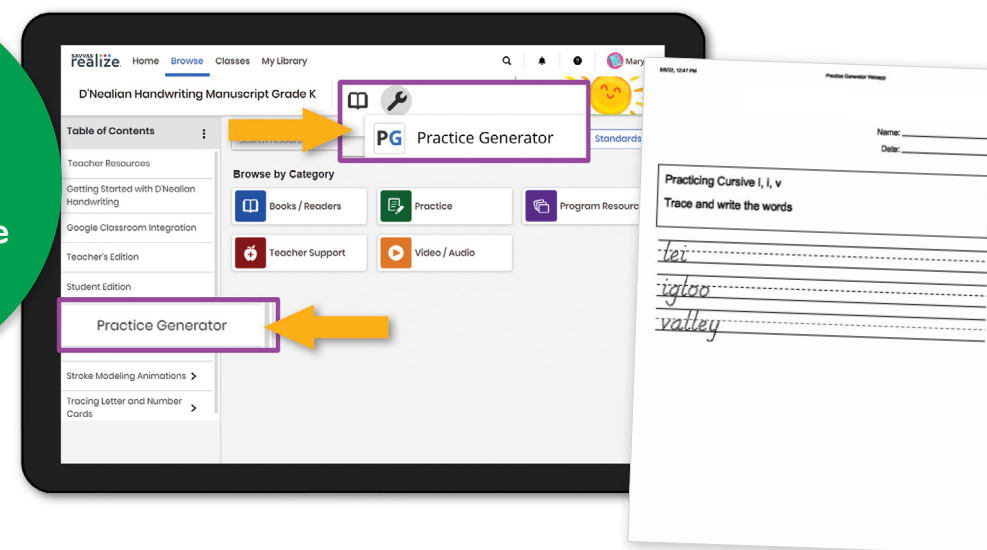 e
savvas
realize. Home Browse Classes My Library
Mary
D'Nealian Handwriting Manuscript Grade K
PG Practice Generator
Standards
Table of Contents
Teacher Resources
Getting Started with D'Nealian
Handwriting
Google Classroom Integration
Teacher's Edition
Student Edition
Practice Generator
Stroke Modeling Animations
Tracing Letter and Number
Cards
Browse by Category
Books / Readers
Practice
Program Resourc
Teacher Support
Video / Audio
Practice Generator Webapp
Name:
Date:
Practicing Cursive l, i, v
Trace and write the words
lei
igloo
valley